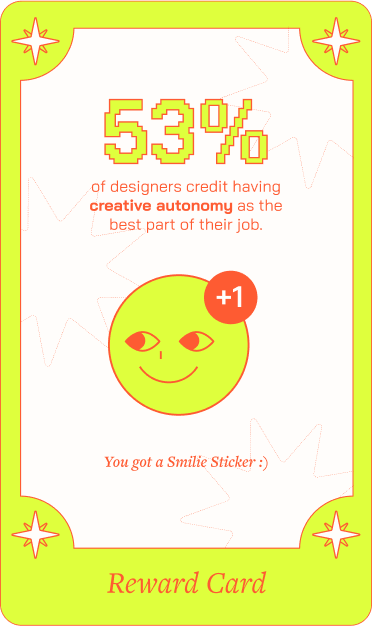 53%
of designers credit having
creative autonomy as the
best part of their job.
+1
You got a Smilie Sticker :)
Reward Card